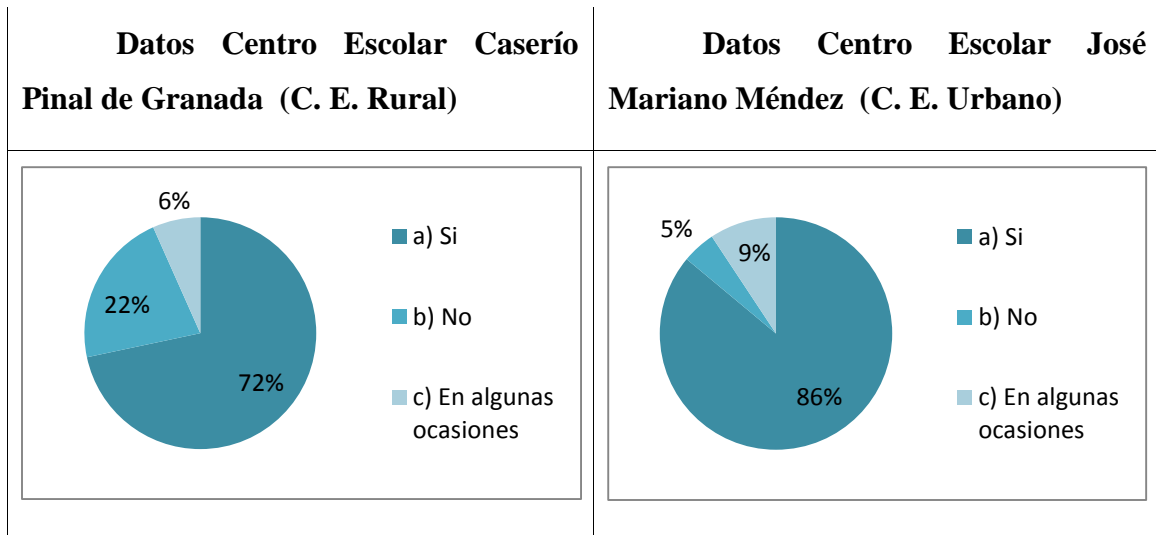 Datos Centro Escolar Caserío
Pinal de Granada (C. E. Rural)
Datos Centro Escolar José
Mariano Méndez (C. E. Urbano)
6%
22%
72%
a) Si
b) No
c) En algunas
ocasiones
5%
9%
86%
a) Si
b) No
c) En algunas
ocasiones